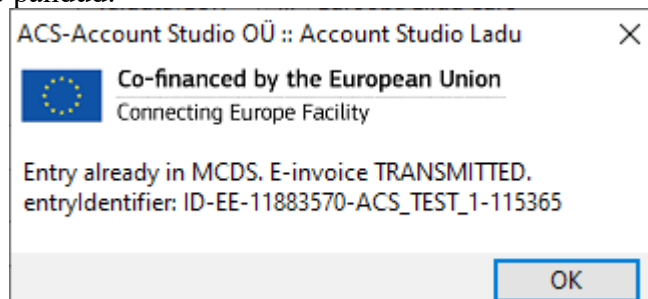 ACS-Account Studio OÜ :: Account Studio Ladu
Co-financed by the European Union
Connecting Europe Facility
Entry already in MCDS. E-invoice TRANSMITTED.
entryIdentifier: ID-EE-11883570-ACS_TEST_1-115365
OK